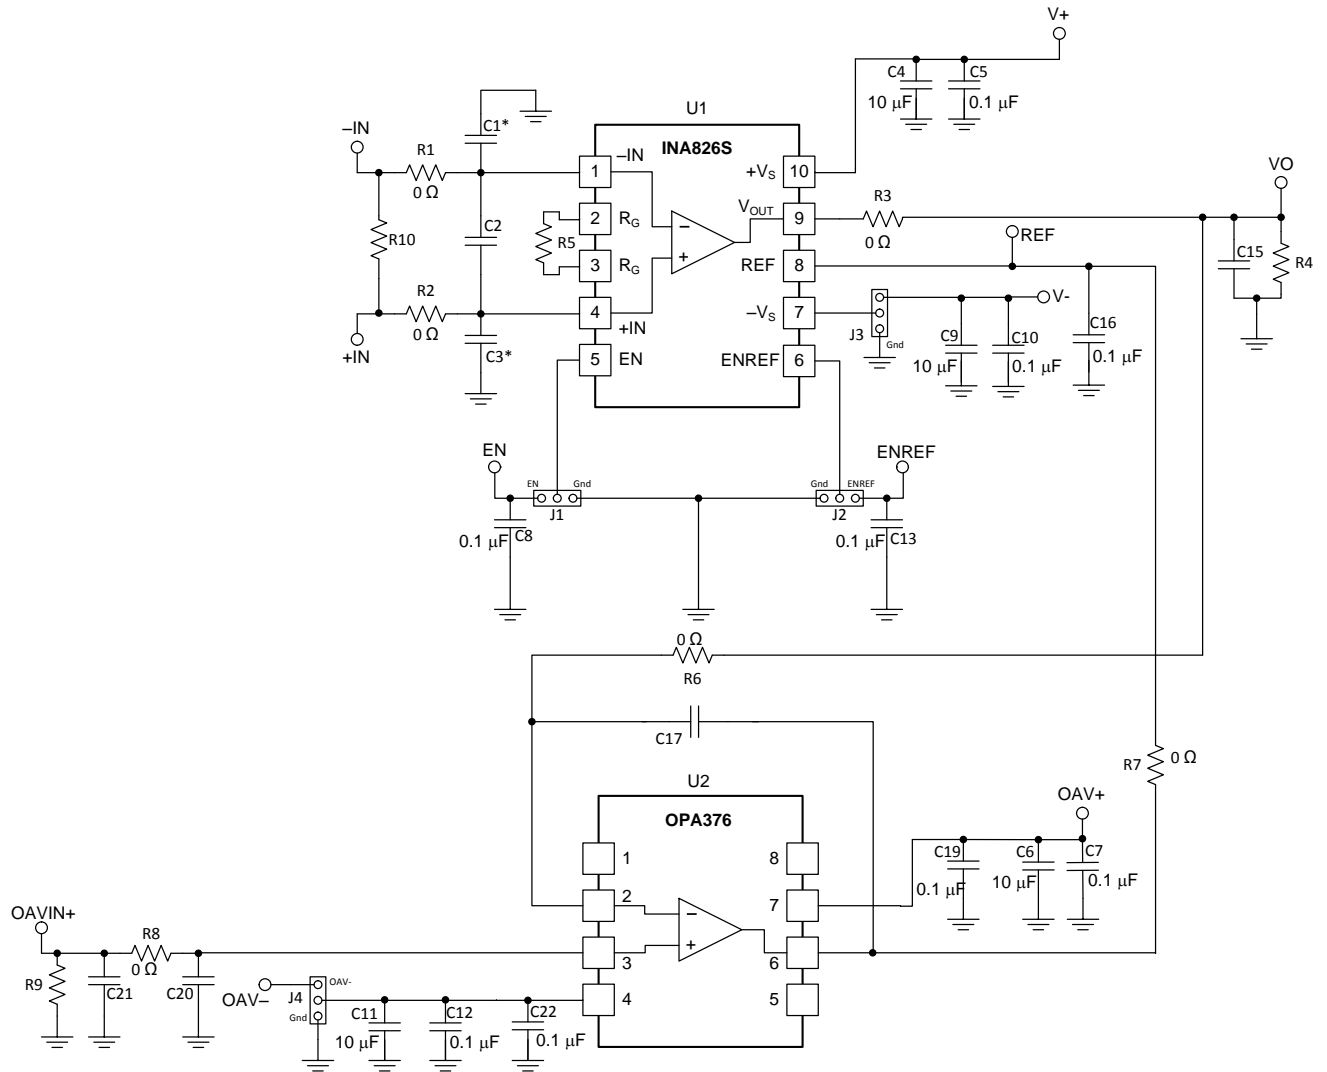 V+
C4
C5
10 µF
0.1 µF
U1
INA826S
–IN
R1
0 Ω
C1*
R10
C2
R2
0 Ω
+IN
C3*
1
–IN
2
RG
3
RG
R5
4
+IN
5
EN
+VS
10
VOUT
9
REF
8
–VS
7
ENREF
6
R3
0 Ω
VO
REF
C15
R4
J3
Gnd
V-
C9
10 µF
C10
0.1 µF
C16
0.1 µF
EN
EN
Gnd
J1
0.1 µF
C8
Gnd
ENREF
J2
ENREF
0.1 µF
C13
0 Ω
R6
C17
R7
0 Ω
U2
OPA376
1
2
3
4
8
7
6
5
OAV+
C19
0.1 µF
C6
10 µF
C7
0.1 µF
OAVIN+
R8
0 Ω
R9
C21
C20
OAV–
J4
OAV-
Gnd
C11
10 µF
C12
0.1 µF
C22
0.1 µF